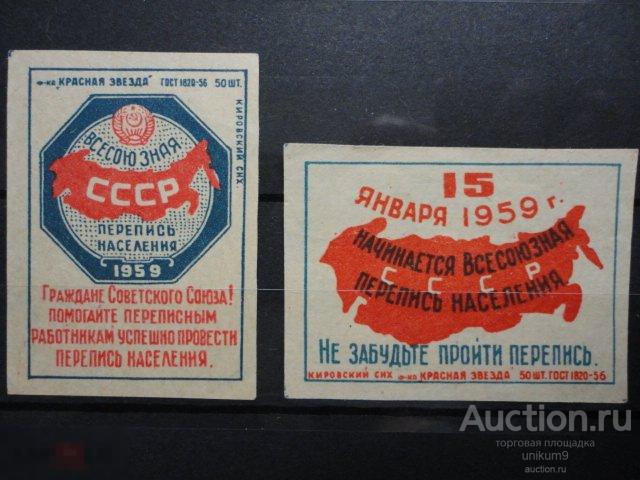 Ф-КА "КРАСНАЯ ЗВЕЗДА" ГОСТ 1820-56 50 ШТ.
КИРОВСКИЙ СНХ
ВСЕСОЮЗНАЯ
СССР
ПЕРЕПИСЬ
НАСЕЛЕНИЯ
1959
ГРАЖДАНЕ СОВЕТСКОГО СОЮЗА!
ПОМОГАЙТЕ ПЕРЕПИСНЫМ
РАБОТНИКАМ УСПЕШНО ПРОВЕСТИ
ПЕРЕПИСЬ НАСЕЛЕНИЯ.
15
ЯНВАРЯ 1959 г.
НАЧИНАЕТСЯ ВСЕСОЮЗНАЯ
СССР
ПЕРЕПИСЬ НАСЕЛЕНИЯ
НЕ ЗАБУДЬТЕ ПРОЙТИ ПЕРЕПИСЬ.
КИРОВСКИЙ СНХ Ф-КА "КРАСНАЯ ЗВЕЗДА" 50 ШТ. ГОСТ 1820-56
Auction.ru
торговая площадка
unikum9
auction.ru